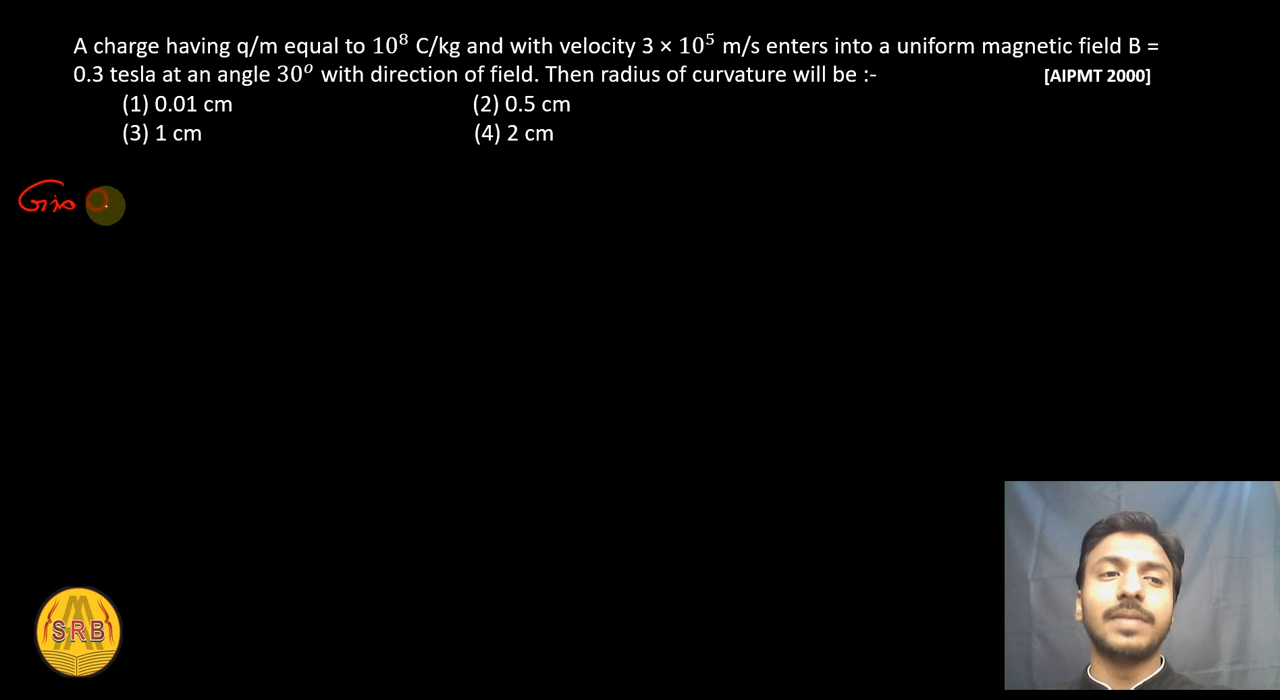 A charge having q/m equal to 10⁸ C/kg and with velocity 3 × 10⁵ m/s enters into a uniform magnetic field B =
0.3 tesla at an angle 30ᵒ with direction of field. Then radius of curvature will be :- [AIPMT 2000]
(1) 0.01 cm (2) 0.5 cm
(3) 1 cm (4) 2 cm
SRB